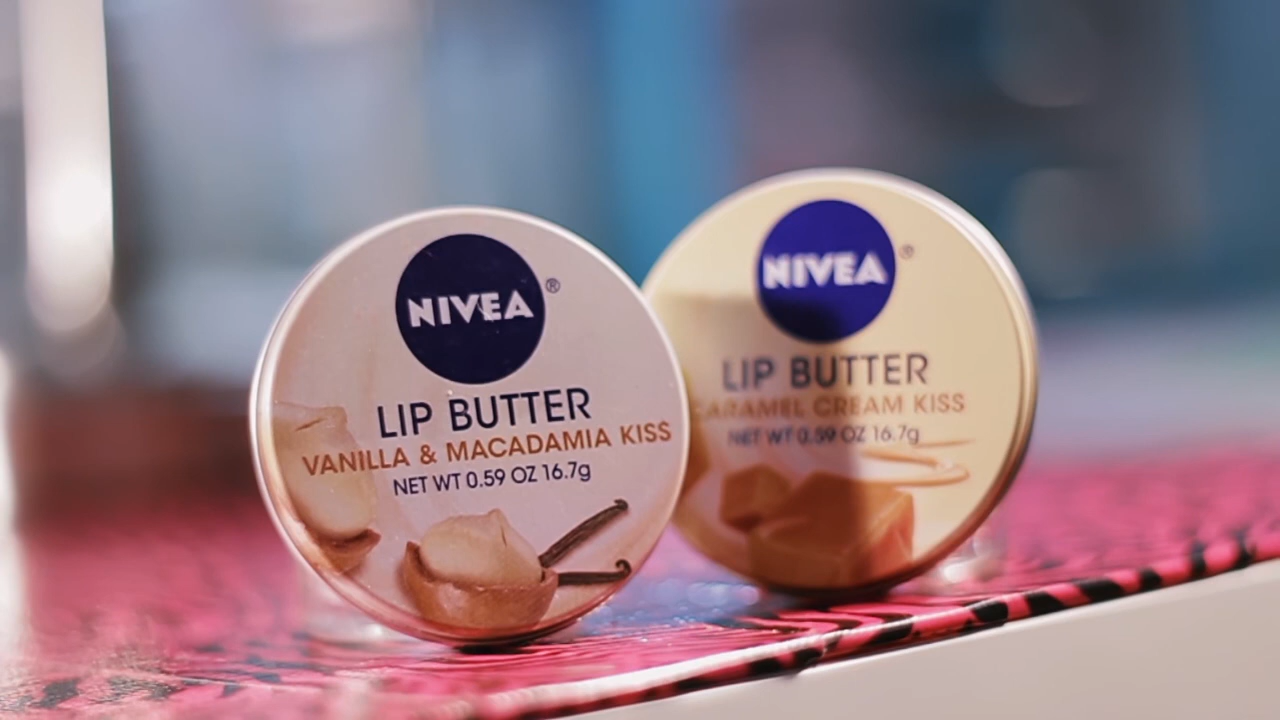 NIVEA®
LIP BUTTER
VANILLA & MACADAMIA KISS
NET WT 0.59 OZ 16.7g
NIVEA®
LIP BUTTER
CARAMEL CREAM KISS
NET WT 0.59 OZ 16.7g